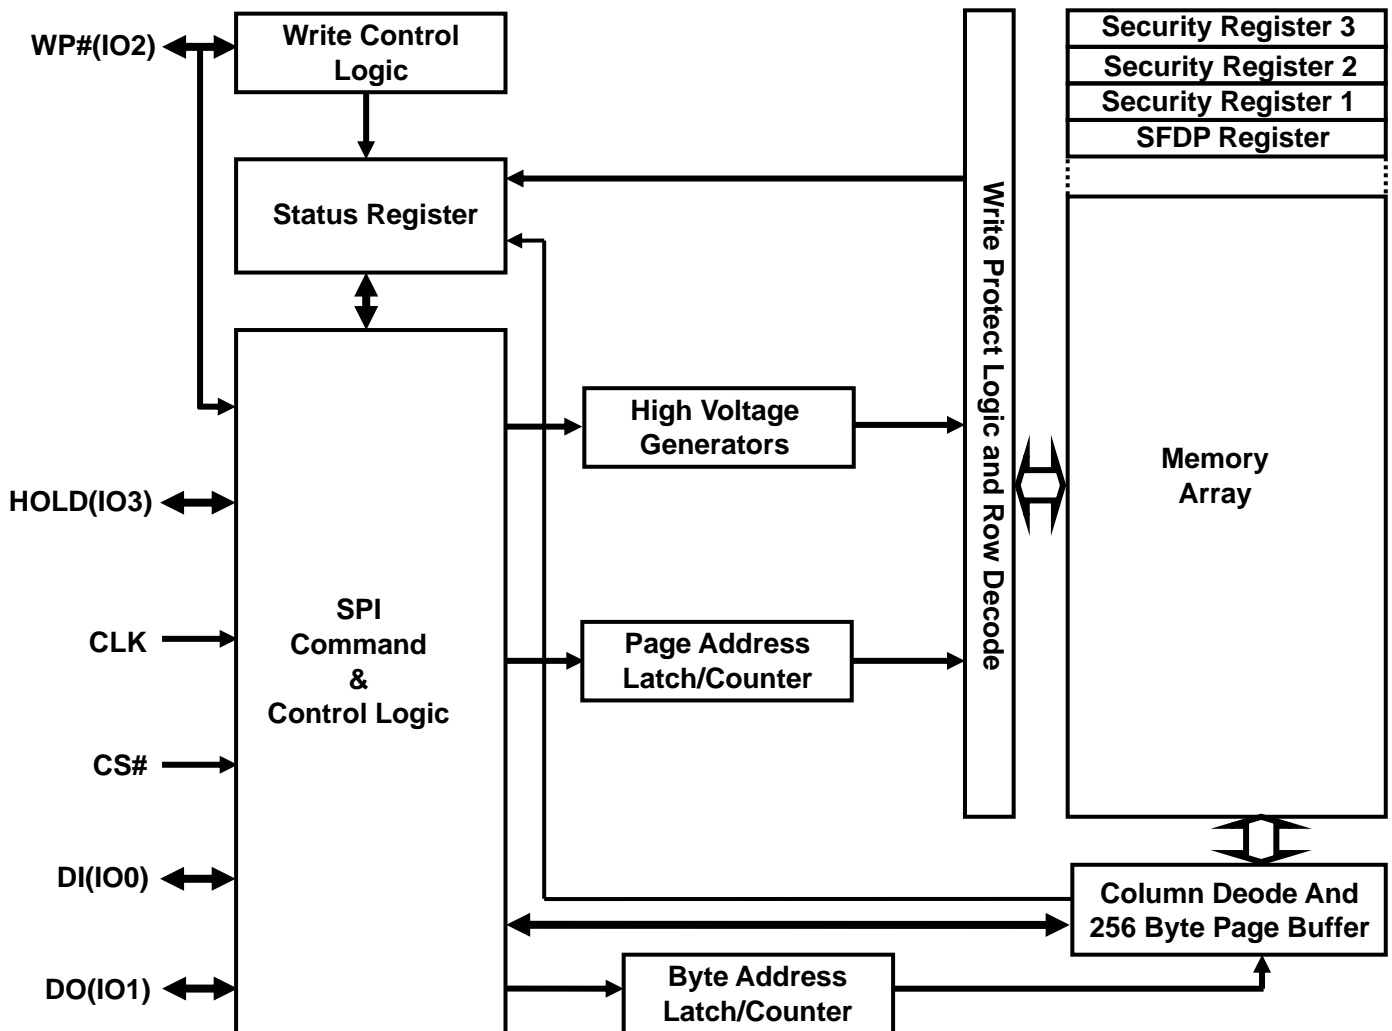 WP#(IO2)
Write Control
Logic
Security Register 3
Security Register 2
Security Register 1
SFDP Register
Status Register
Write Protect Logic and Row Decode
High Voltage
Generators
Memory
Array
HOLD(IO3)
SPI
Command
&
Control Logic
CLK
Page Address
Latch/Counter
CS#
DI(IO0)
Column Deode And
256 Byte Page Buffer
DO(IO1)
Byte Address
Latch/Counter